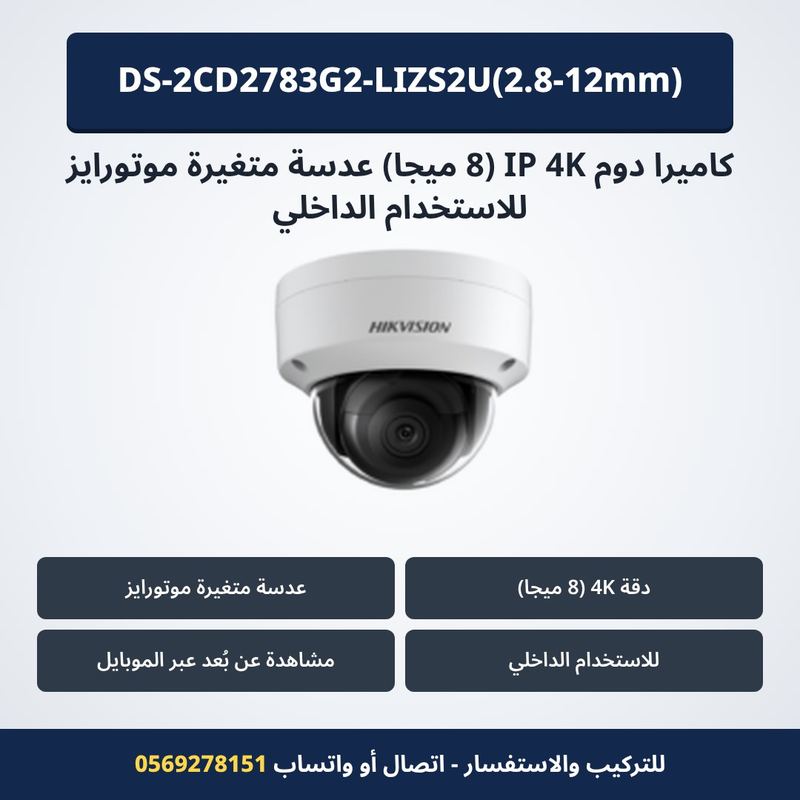 DS-2CD2783G2-LIZS2U(2.8-12mm)
كاميرا دوم IP 4K (8 ميجا) عدسة متغيرة موتورايز
للاستخدام الداخلي
HIKVISION
دقة 4K (8 ميجا)
عدسة متغيرة موتورايز
للاستخدام الداخلي
مشاهدة عن بُعد عبر الموبايل
للتركيب والاستفسار - اتصال أو واتساب 0569278151